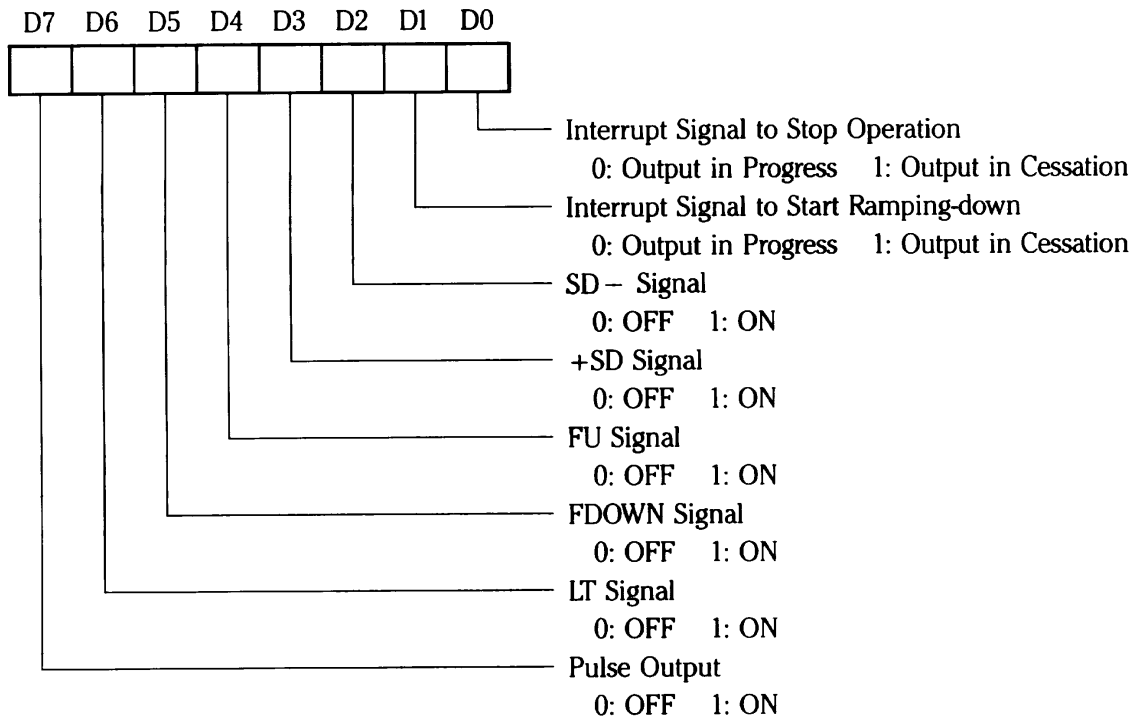 D7 D6 D5 D4 D3 D2 D1 D0
Interrupt Signal to Stop Operation
0: Output in Progress 1: Output in Cessation
Interrupt Signal to Start Ramping-down
0: Output in Progress 1: Output in Cessation
SD− Signal
0: OFF 1: ON
+SD Signal
0: OFF 1: ON
FU Signal
0: OFF 1: ON
FDOWN Signal
0: OFF 1: ON
LT Signal
0: OFF 1: ON
Pulse Output
0: OFF 1: ON